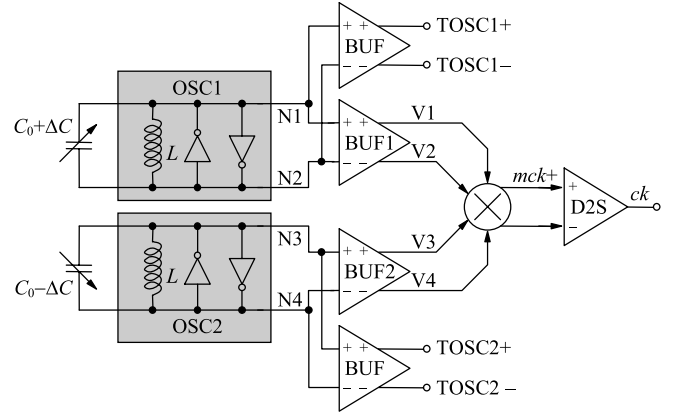 TOSC1+
+ +
BUF
− −
TOSC1−
OSC1
N1
C₀+ΔC
L
V1
+ +
BUF1
− −
V2
N2
mck+
+
D2S
−
ck
N3
V3
+ +
BUF2
− −
V4
C₀−ΔC
L
N4
OSC2
TOSC2+
+ +
BUF
− −
TOSC2 −